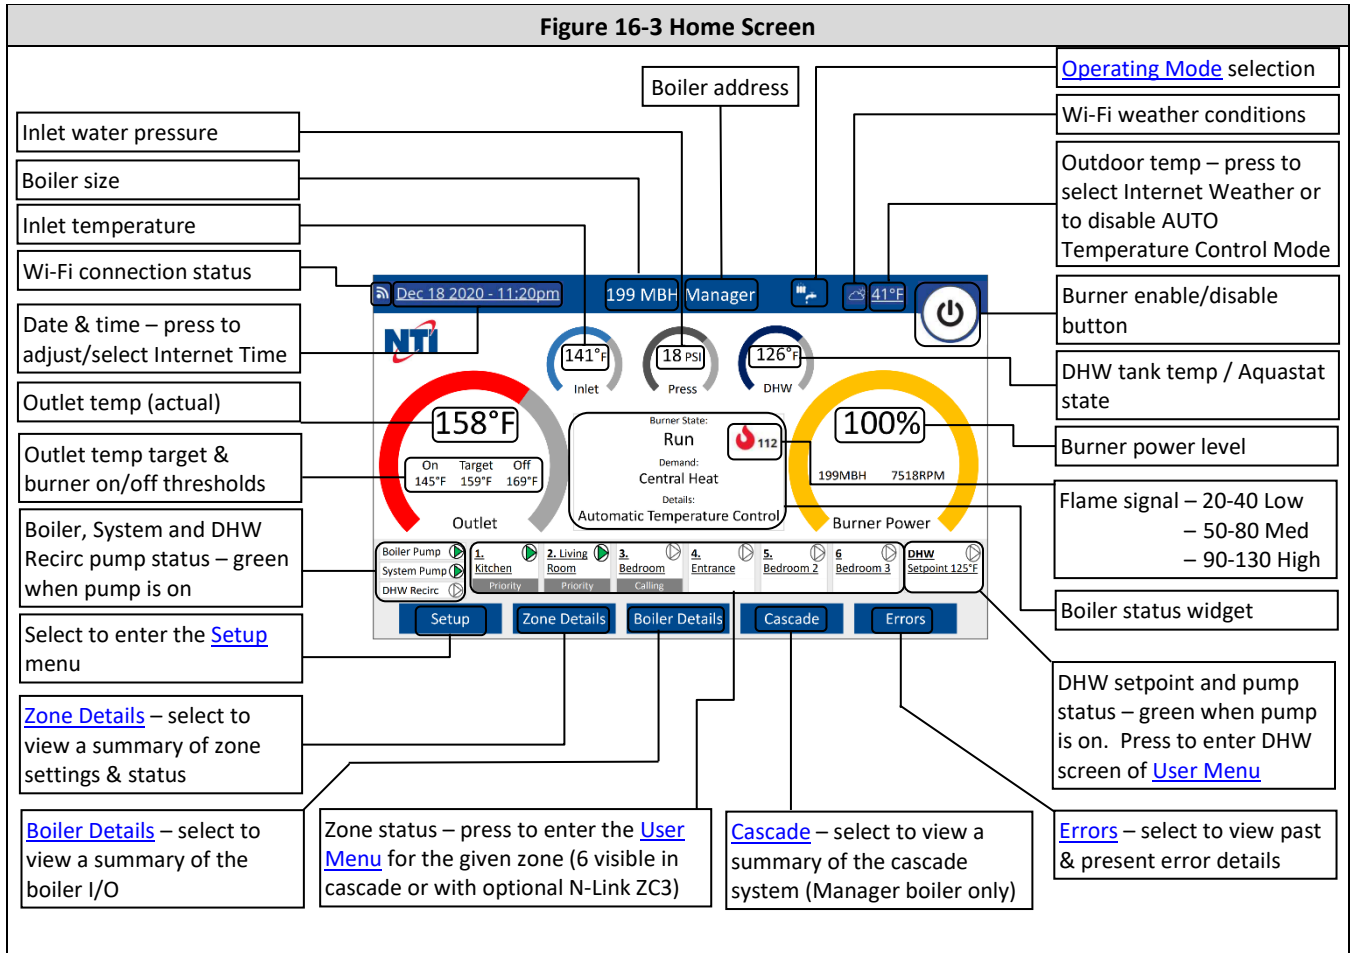 Figure 16-3 Home Screen
Boiler address
Operating Mode selection
Inlet water pressure
Wi-Fi weather conditions
Boiler size
Outdoor temp – press to
select Internet Weather or
to disable AUTO
Temperature Control Mode
Inlet temperature
Wi-Fi connection status
Date & time – press to
adjust/select Internet Time
Outlet temp (actual)
Outlet temp target &
burner on/off thresholds
Boiler, System and DHW
Recirc pump status – green
when pump is on
Select to enter the Setup
menu
Zone Details – select to
view a summary of zone
settings & status
Boiler Details – select to
view a summary of the
boiler I/O
Dec 18 2020 - 11:20pm
199 MBH
Manager
41°F
NTI
141°F
Inlet
18 PSI
Press
126°F
DHW
158°F
On Target Off
145°F 159°F 169°F
Outlet
Burner State:
Run
112
Demand:
Central Heat
Details:
Automatic Temperature Control
100%
199MBH 7518RPM
Burner Power
Boiler Pump
System Pump
DHW Recirc
1.
Kitchen
Priority
2. Living
Room
Priority
3.
Bedroom
Calling
4.
Entrance
5.
Bedroom 2
6
Bedroom 3
DHW
Setpoint 125°F
Setup
Zone Details
Boiler Details
Cascade
Errors
Burner enable/disable
button
DHW tank temp / Aquastat
state
Burner power level
Flame signal – 20-40 Low
– 50-80 Med
– 90-130 High
Boiler status widget
DHW setpoint and pump
status – green when pump
is on. Press to enter DHW
screen of User Menu
Zone status – press to enter the User
Menu for the given zone (6 visible in
cascade or with optional N-Link ZC3)
Cascade – select to view a
summary of the cascade
system (Manager boiler only)
Errors – select to view past
& present error details